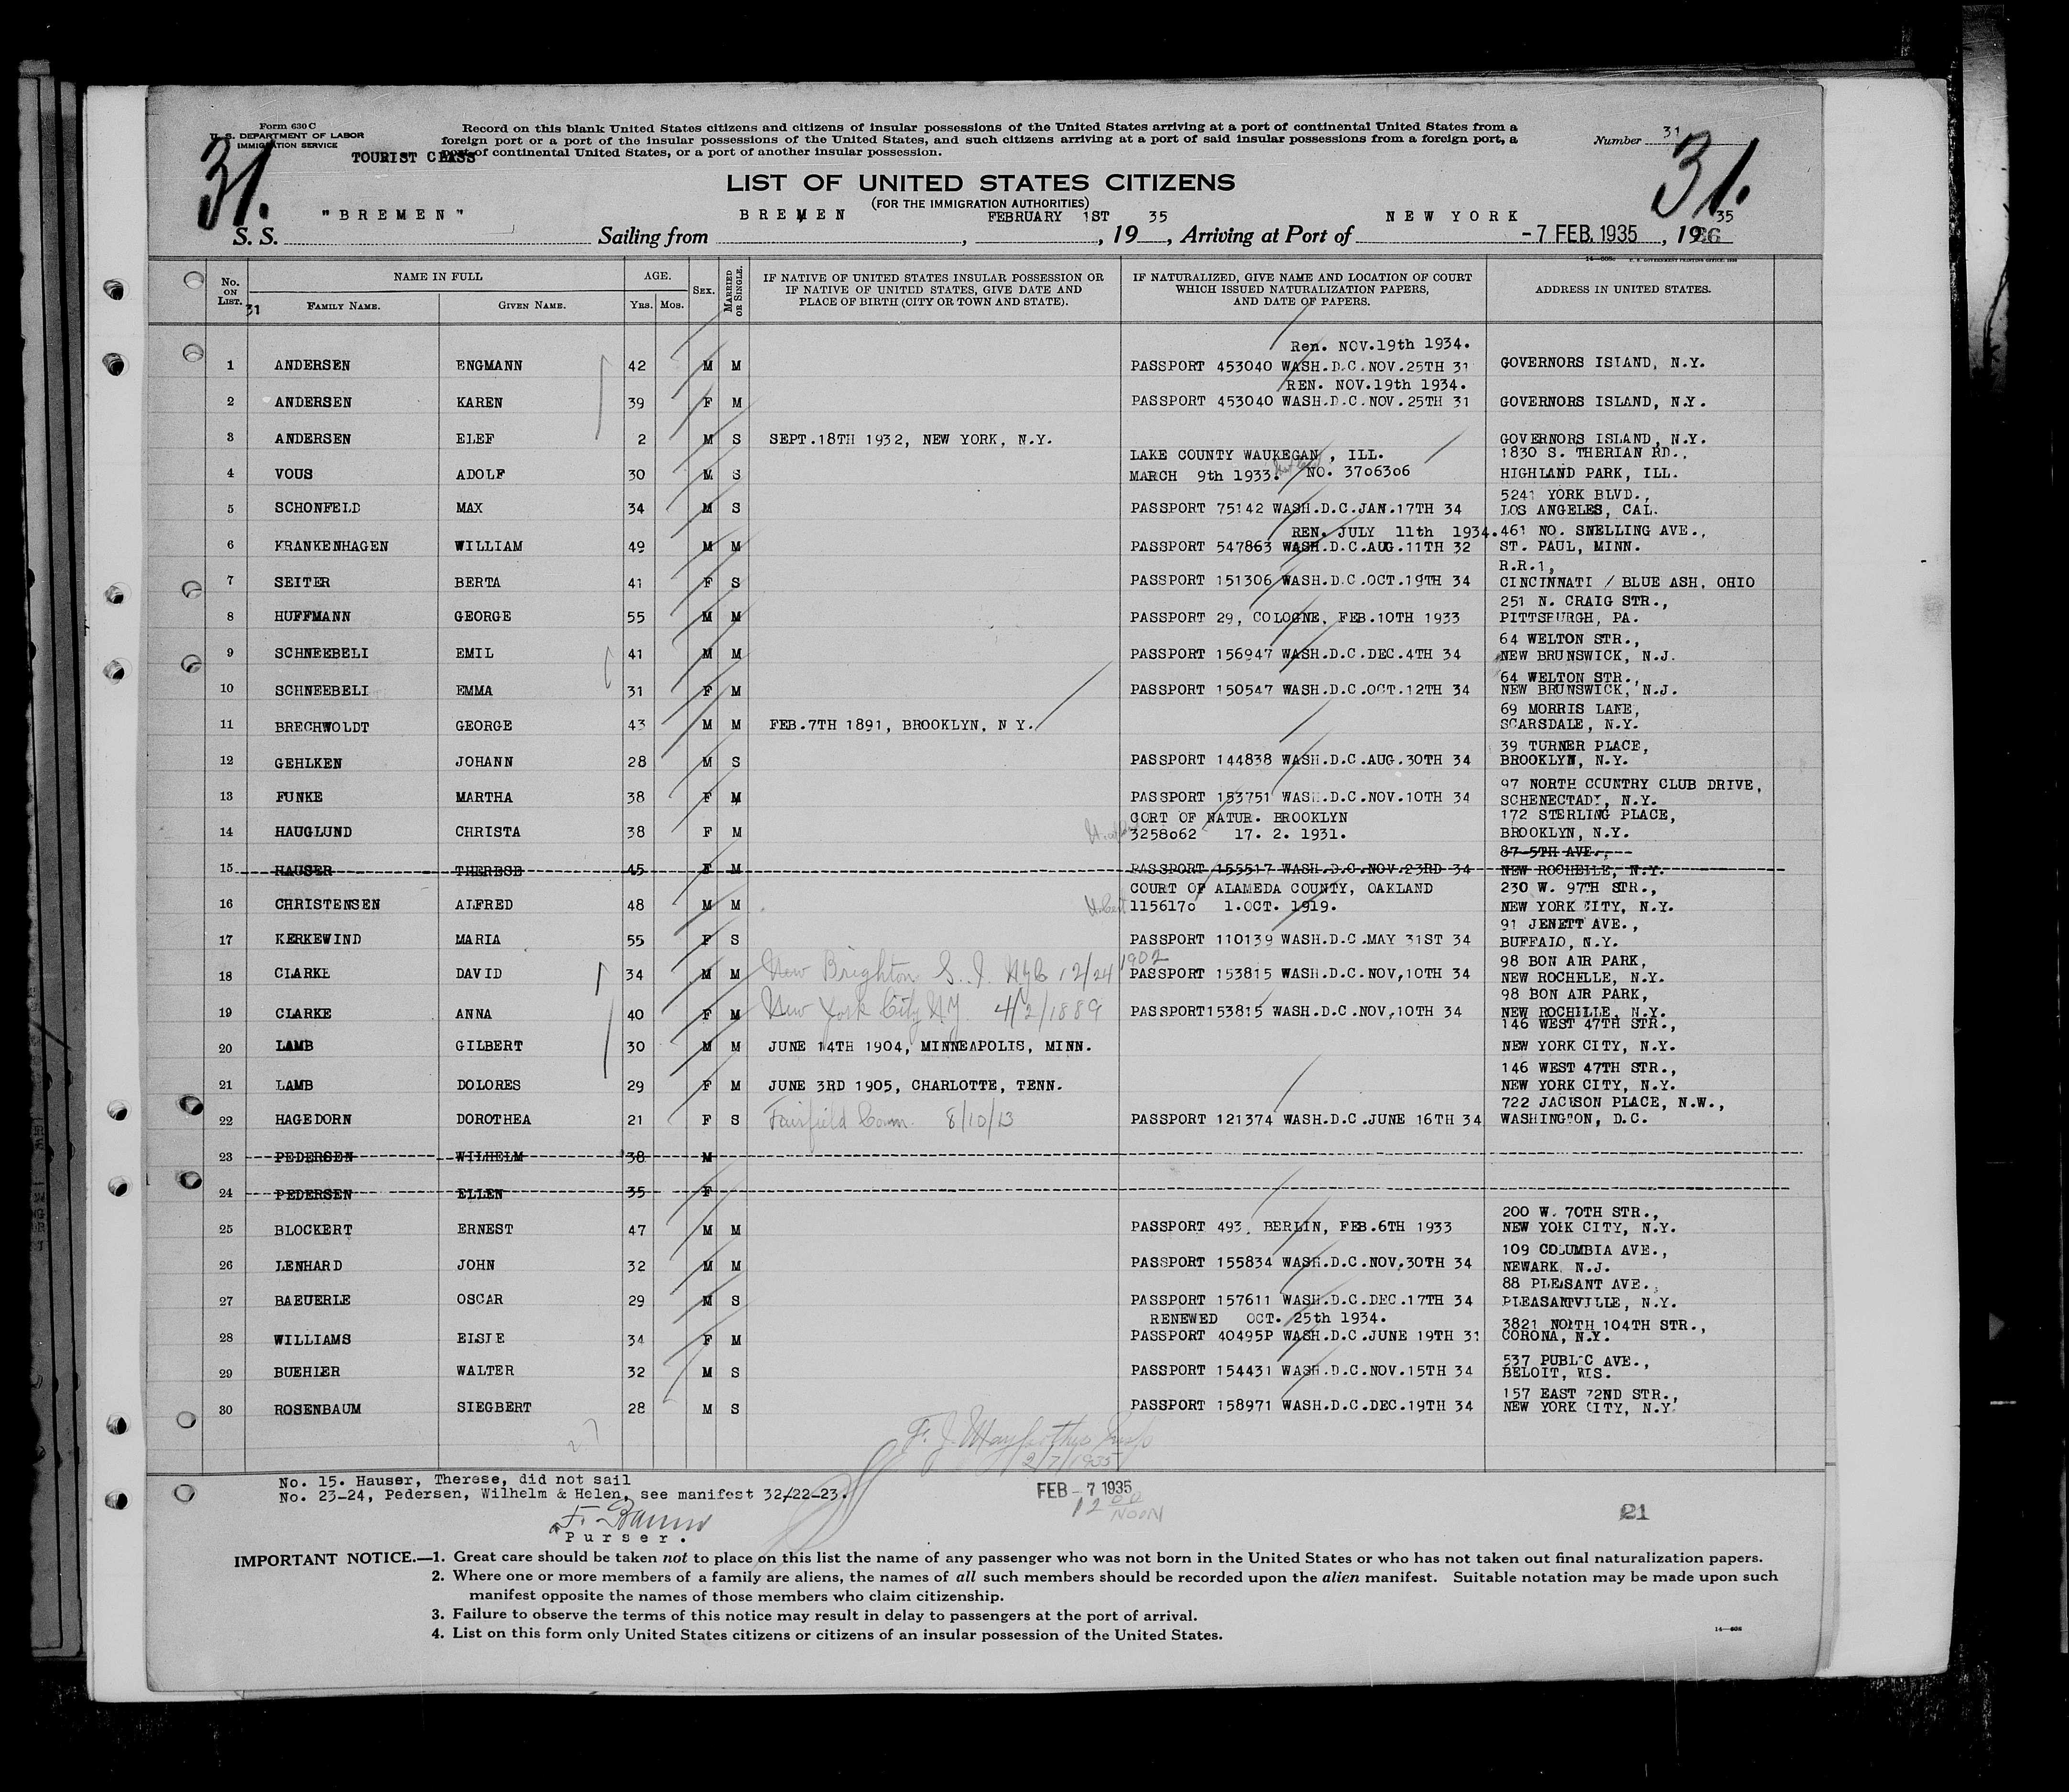 Form 630 C
U. S. DEPARTMENT OF LABOR
IMMIGRATION SERVICE
TOURIST CLASS
Record on this blank United States citizens and citizens of insular possessions of the United States arriving at a port of continental United States from a
foreign port or a port of the insular possessions of the United States, and such citizens arriving at a port of said insular possessions from a foreign port, a
port of continental United States, or a port of another insular possession.
Number 31
31. 31.
LIST OF UNITED STATES CITIZENS
(FOR THE IMMIGRATION AUTHORITIES)
S. S. "BREMEN" Sailing from BREMEN, FEBRUARY 1ST, 19 35, Arriving at Port of NEW YORK -7 FEB. 1935, 19 35
No. ON LIST. NAME IN FULL AGE. SEX. MARRIED OR SINGLE. IF NATIVE OF UNITED STATES INSULAR POSSESSION OR IF NATIVE OF UNITED STATES, GIVE DATE AND PLACE OF BIRTH (CITY OR TOWN AND STATE). IF NATURALIZED, GIVE NAME AND LOCATION OF COURT WHICH ISSUED NATURALIZATION PAPERS, AND DATE OF PAPERS. ADDRESS IN UNITED STATES.
31 FAMILY NAME. GIVEN NAME. YRS. MOS.
Ren. NOV.19th 1934.
1 ANDERSEN ENGMANN 42 M M PASSPORT 453040 WASH.D.C.NOV.25TH 31 GOVERNORS ISLAND, N.Y.
REN. NOV.19th 1934.
2 ANDERSEN KAREN 39 F M PASSPORT 453040 WASH.D.C.NOV.25TH 31 GOVERNORS ISLAND, N.Y.
3 ANDERSEN ELEF 2 M S SEPT.18TH 1932, NEW YORK, N.Y. GOVERNORS ISLAND, N.Y.
LAKE COUNTY WAUKEGAN, ILL. 1830 S. THERIAN RD.,
4 VOUS ADOLF 30 M S MARCH 9th 1933. NO. 3706306 HIGHLAND PARK, ILL.
5241 YORK BLVD.,
5 SCHONFELD MAX 34 M S PASSPORT 75142 WASH.D.C.JAN.17TH 34 LOS ANGELES, CAL.
REN. JULY 11th 1934. 461 NO. SNELLING AVE.,
6 KRANKENHAGEN WILLIAM 49 M M PASSPORT 547863 WASH.D.C.AUG.11TH 32 ST. PAUL, MINN.
R.R.1,
7 SEITER BERTA 41 F S PASSPORT 151306 WASH.D.C.OCT.19TH 34 CINCINNATI / BLUE ASH, OHIO
251 N. CRAIG STR.,
8 HUFFMANN GEORGE 55 M M PASSPORT 29, COLOGNE, FEB.10TH 1933 PITTSBURGH, PA.
64 WELTON STR.,
9 SCHNEEBELI EMIL 41 M M PASSPORT 156947 WASH.D.C.DEC.4TH 34 NEW BRUNSWICK, N.J.
64 WELTON STR.,
10 SCHNEEBELI EMMA 31 F M PASSPORT 150547 WASH.D.C.OCT.12TH 34 NEW BRUNSWICK, N.J.
69 MORRIS LANE,
11 BRECHWOLDT GEORGE 43 M M FEB.7TH 1891, BROOKLYN, N Y. SCARSDALE, N.Y.
39 TURNER PLACE,
12 GEHLKEN JOHANN 28 M S PASSPORT 144838 WASH.D.C.AUG.30TH 34 BROOKLYN, N.Y.
97 NORTH COUNTRY CLUB DRIVE,
13 FUNKE MARTHA 38 F M PASSPORT 153751 WASH.D.C.NOV.10TH 34 SCHENECTADY, N.Y.
CORT OF NATUR. BROOKLYN 172 STERLING PLACE,
14 HAUGLUND CHRISTA 38 F M 3258062 17. 2. 1931. BROOKLYN, N.Y.
87-5TH AVE.,
15 HAUSER THERESE 45 F M PASSPORT 155517 WASH.D.C.NOV.23RD 34 NEW ROCHELLE, N.Y.
COURT OF ALAMEDA COUNTY, OAKLAND 230 W. 97TH STR.,
16 CHRISTENSEN ALFRED 48 M M 1156170 1.OCT. 1919. NEW YORK CITY, N.Y.
91 JENETT AVE.,
17 KERKEWIND MARIA 55 F S PASSPORT 110139 WASH.D.C.MAY 31ST 34 BUFFALO, N.Y.
98 BON AIR PARK,
18 CLARKE DAVID 34 M M New Brighton S.I. NYC 12/24 1902 PASSPORT 153815 WASH.D.C.NOV,10TH 34 NEW ROCHELLE, N.Y.
98 BON AIR PARK,
19 CLARKE ANNA 40 F M New York City NY. 4/2/1889 PASSPORT153815 WASH.D.C.NOV,10TH 34 NEW ROCHILLE, N.Y.
146 WEST 47TH STR.,
20 LAMB GILBERT 30 M M JUNE 14TH 1904, MINNEAPOLIS, MINN. NEW YORK CITY, N.Y.
146 WEST 47TH STR.,
21 LAMB DOLORES 29 F M JUNE 3RD 1905, CHARLOTTE, TENN. NEW YORK CITY, N.Y.
722 JACKSON PLACE, N.W.,
22 HAGEDORN DOROTHEA 21 F S Fairfield Conn. 8/10/13 PASSPORT 121374 WASH.D.C.JUNE 16TH 34 WASHINGTON, D.C.
23 PEDERSEN WILHELM 38 M
24 PEDERSEN ELLEN 35 F
200 W. 70TH STR.,
25 BLOCKERT ERNEST 47 M M PASSPORT 493, BERLIN, FEB.6TH 1933 NEW YORK CITY, N.Y.
109 COLUMBIA AVE.,
26 LENHARD JOHN 32 M M PASSPORT 155834 WASH.D.C.NOV.30TH 34 NEWARK N.J.
88 PLEASANT AVE.,
27 BAEUERLE OSCAR 29 M S PASSPORT 157611 WASH.D.C.DEC.17TH 34 PLEASANTVILLE, N.Y.
RENEWED OCT. 25th 1934. 3821 NORTH 104TH STR.,
28 WILLIAMS ELSIE 34 F M PASSPORT 40495P WASH.D.C.JUNE 19TH 31 CORONA, N.Y.
537 PUBLIC AVE.,
29 BUEHLER WALTER 32 M S PASSPORT 154431 WASH.D.C.NOV.15TH 34 BELOIT, WIS.
157 EAST 72ND STR.,
30 ROSENBAUM SIEGBERT 28 M S PASSPORT 158971 WASH.D.C.DEC.19TH 34 NEW YORK CITY, N.Y.
27
2/7/1935
No. 15. Hauser, Therese, did not sail
No. 23-24, Pedersen, Wilhelm & Helen, see manifest 32/22-23.
FEB - 7 1935
12 00 NOON
21
Purser.
IMPORTANT NOTICE.—1. Great care should be taken not to place on this list the name of any passenger who was not born in the United States or who has not taken out final naturalization papers.
2. Where one or more members of a family are aliens, the names of all such members should be recorded upon the alien manifest. Suitable notation may be made upon such
manifest opposite the names of those members who claim citizenship.
3. Failure to observe the terms of this notice may result in delay to passengers at the port of arrival.
4. List on this form only United States citizens or citizens of an insular possession of the United States.